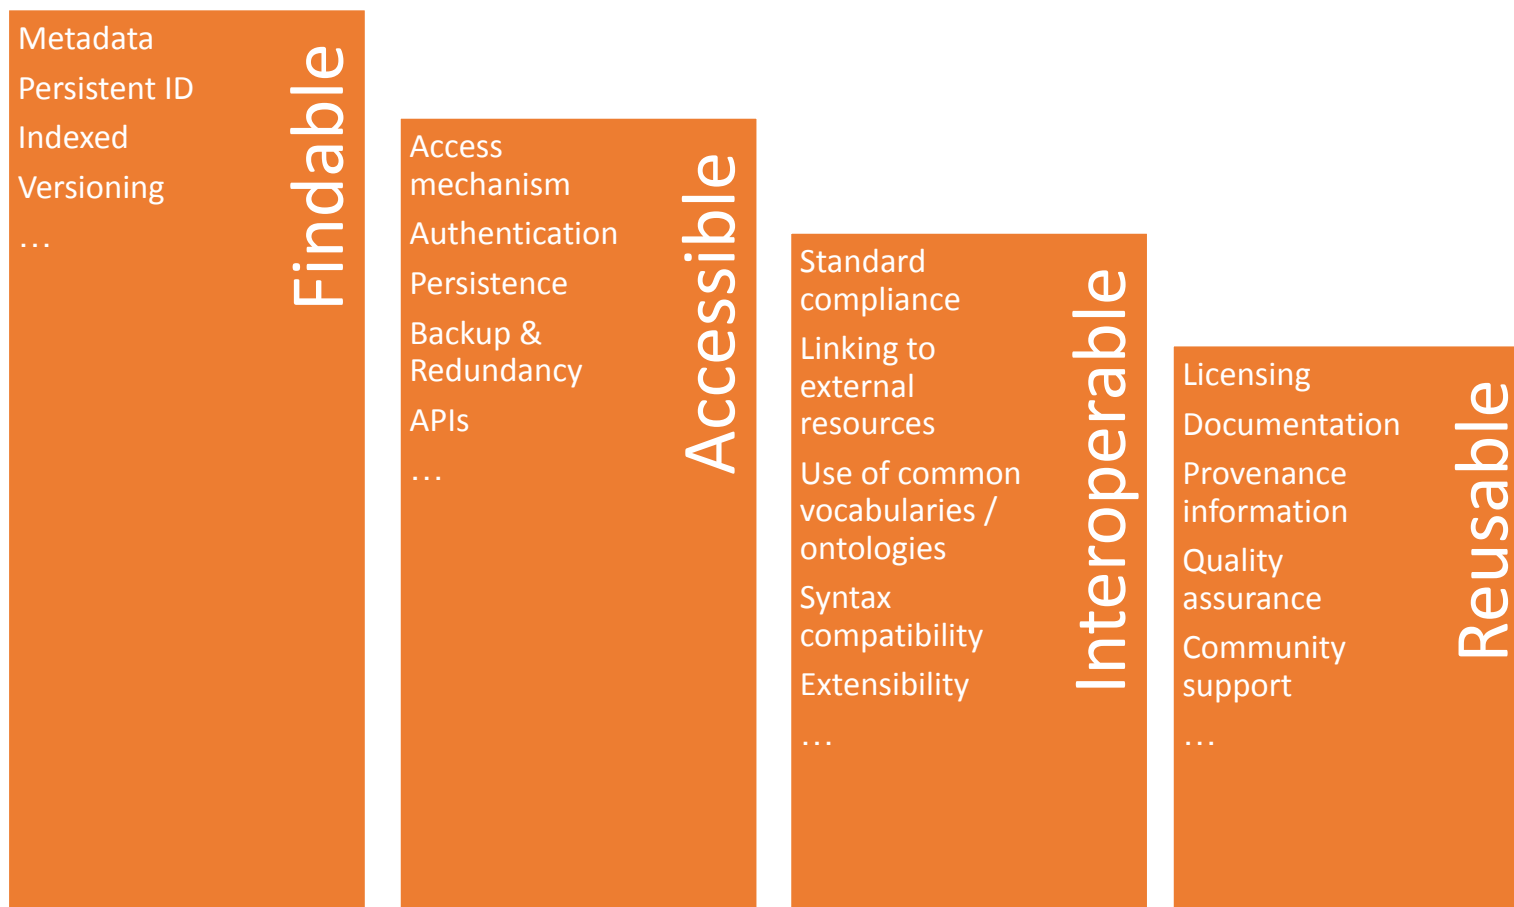 Metadata
Persistent ID
Indexed
Versioning
…
Findable
Access
mechanism
Authentication
Persistence
Backup &
Redundancy
APIs
…
Accessible
Standard
compliance
Linking to
external
resources
Use of common
vocabularies /
ontologies
Syntax
compatibility
Extensibility
…
Interoperable
Licensing
Documentation
Provenance
information
Quality
assurance
Community
support
…
Reusable